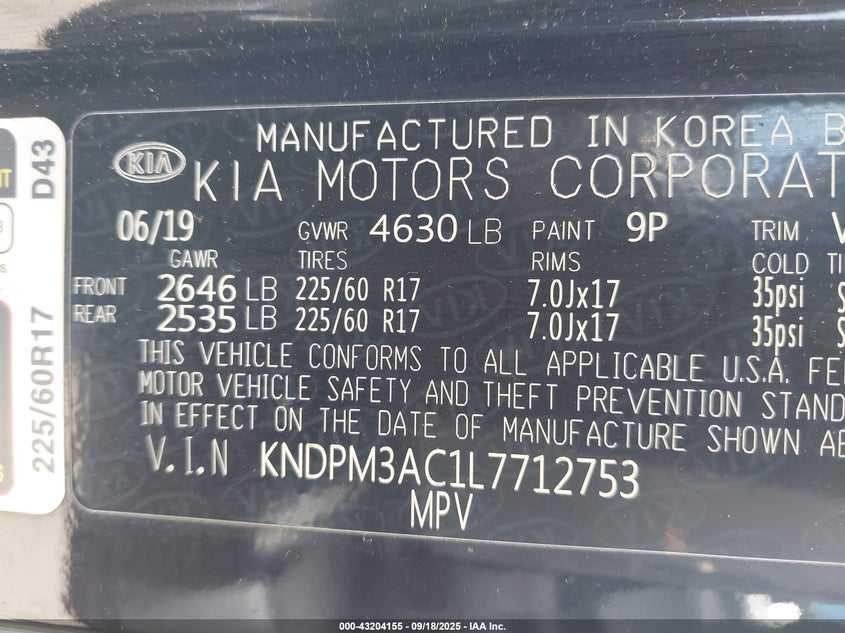 MANUFACTURED IN KOREA B
KIA
KIA MOTORS CORPORAT
06/19 GVWR 4630 LB PAINT 9P TRIM V
GAWR TIRES RIMS COLD TI
FRONT 2646 LB 225/60 R17 7.0Jx17 35psi S
REAR 2535 LB 225/60 R17 7.0Jx17 35psi S
THIS VEHICLE CONFORMS TO ALL APPLICABLE U.S.A. FE
MOTOR VEHICLE SAFETY AND THEFT PREVENTION STAND
IN EFFECT ON THE DATE OF MANUFACTURE SHOWN AB
V.I.N KNDPM3AC1L7712753
MPV
D43
225/60R17
000-43204155 - 09/18/2025 - IAA Inc.